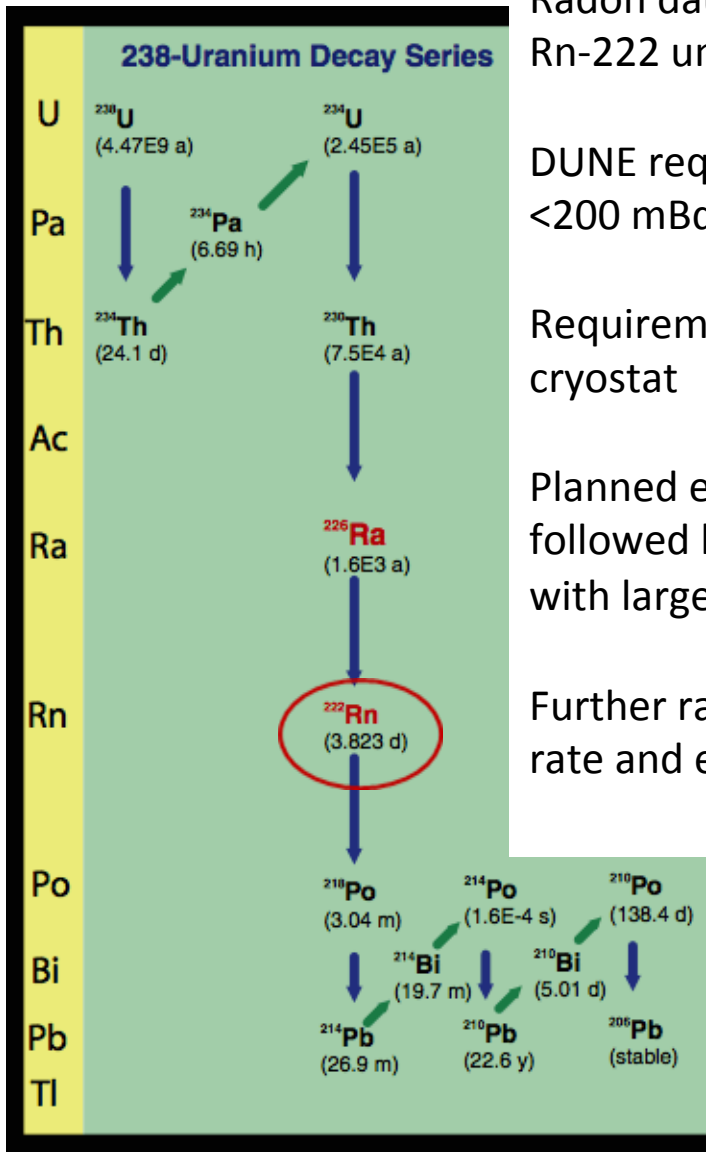 238-Uranium Decay Series
U
²³⁸U
(4.47E9 a)
²³⁴U
(2.45E5 a)
Pa
²³⁴Pa
(6.69 h)
Th
²³⁴Th
(24.1 d)
²³⁰Th
(7.5E4 a)
Ac
Ra
²²⁶Ra
(1.6E3 a)
Rn
²²²Rn
(3.823 d)
Po
²¹⁸Po
(3.04 m)
²¹⁴Po
(1.6E-4 s)
²¹⁰Po
(138.4 d)
Bi
²¹⁴Bi
(19.7 m)
²¹⁰Bi
(5.01 d)
Pb
²¹⁴Pb
(26.9 m)
²¹⁰Pb
(22.6 y)
²⁰⁶Pb
(stable)
Tl
Radon da
Rn-222 un
DUNE req
<200 mB
Requirem
cryostat
Planned e
followed
with large
Further ra
rate and e